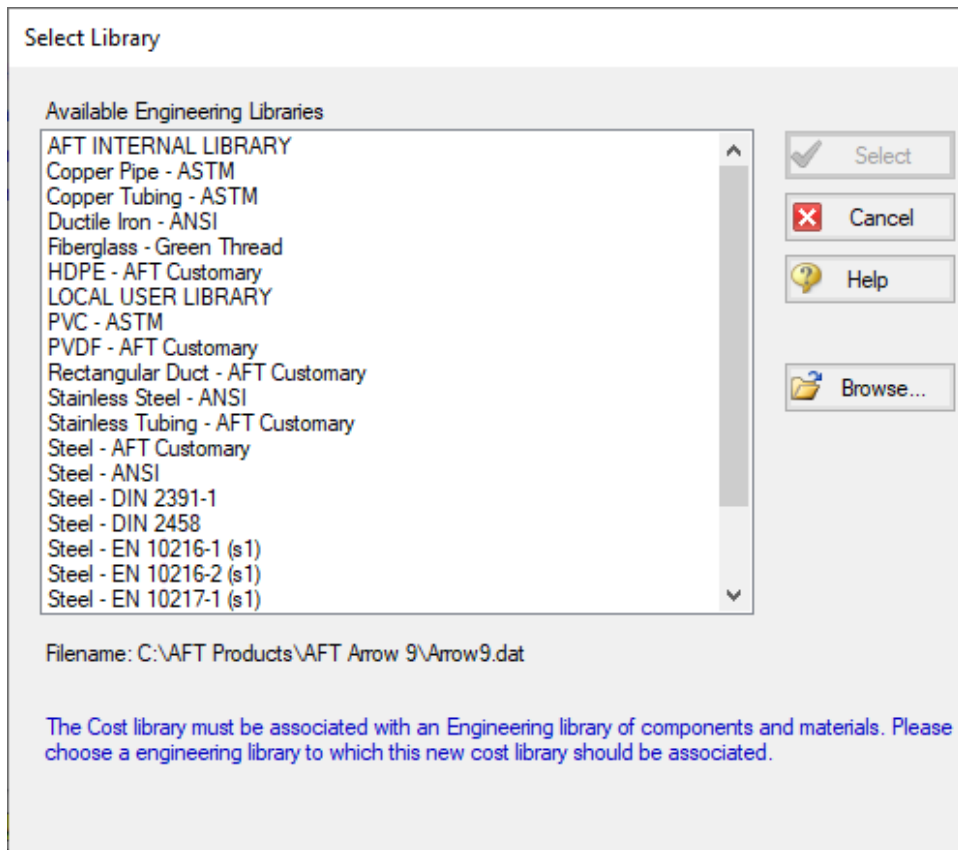 Select Library
Available Engineering Libraries
AFT INTERNAL LIBRARY
Copper Pipe - ASTM
Copper Tubing - ASTM
Ductile Iron - ANSI
Fiberglass - Green Thread
HDPE - AFT Customary
LOCAL USER LIBRARY
PVC - ASTM
PVDF - AFT Customary
Rectangular Duct - AFT Customary
Stainless Steel - ANSI
Stainless Tubing - AFT Customary
Steel - AFT Customary
Steel - ANSI
Steel - DIN 2391-1
Steel - DIN 2458
Steel - EN 10216-1 (s1)
Steel - EN 10216-2 (s1)
Steel - EN 10217-1 (s1)
Select
Cancel
Help
Browse...
Filename: C:\AFT Products\AFT Arrow 9\Arrow9.dat
The Cost library must be associated with an Engineering library of components and materials. Please
choose a engineering library to which this new cost library should be associated.